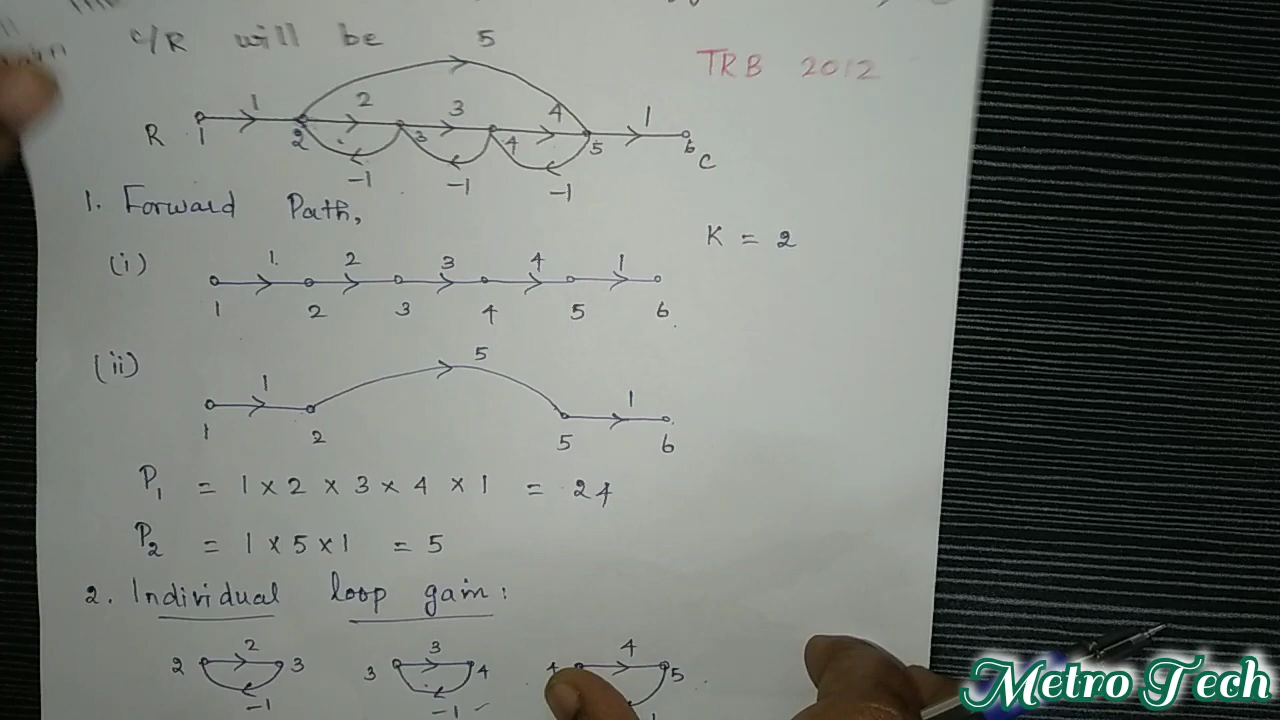 C/R will be
TRB 2012
5
1 2 3 4 1
R 1 2 3 4 5 6 C
-1 -1 -1
1. Forward Path,
K = 2
(i)
1 2 3 4 1
1 2 3 4 5 6
(ii)
5
1 1
1 2 5 6
P₁ = 1 × 2 × 3 × 4 × 1 = 24
P₂ = 1 × 5 × 1 = 5
2. Individual loop gain:
2 3 4
2 3 3 4 4 5
-1 -1
Metro Tech